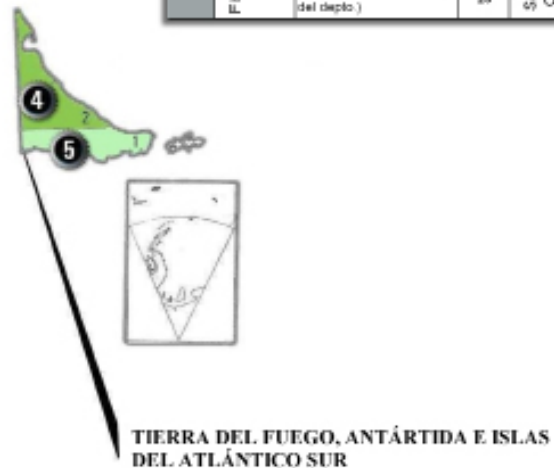 del depto.)
4
2
5
1
TIERRA DEL FUEGO, ANTÁRTIDA E ISLAS
DEL ATLÁNTICO SUR